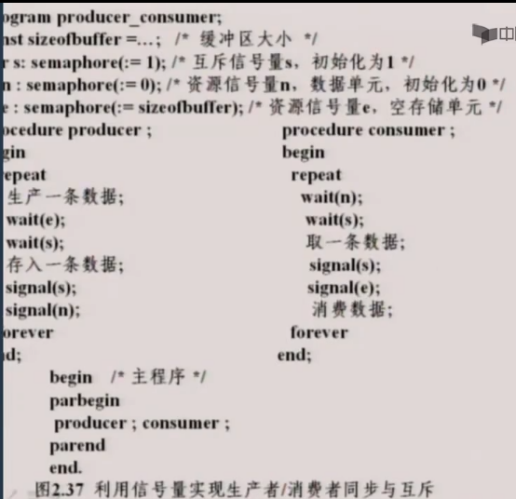 ogram producer_consumer;
nst sizeofbuffer =...; /* 缓冲区大小 */
r s: semaphore(:= 1); /* 互斥信号量s，初始化为1 */
n : semaphore(:= 0); /* 资源信号量n，数据单元，初始化为0 */
e : semaphore(:= sizeofbuffer); /* 资源信号量e，空存储单元 */
ocedure producer ;
gin
epeat
生产一条数据;
wait(e);
wait(s);
存入一条数据;
signal(s);
signal(n);
orever
d;
procedure consumer ;
begin
repeat
wait(n);
wait(s);
取一条数据;
signal(s);
signal(e);
消费数据;
forever
end;
begin /* 主程序 */
parbegin
producer ; consumer ;
parend
end.
图2.37 利用信号量实现生产者/消费者同步与互斥
中